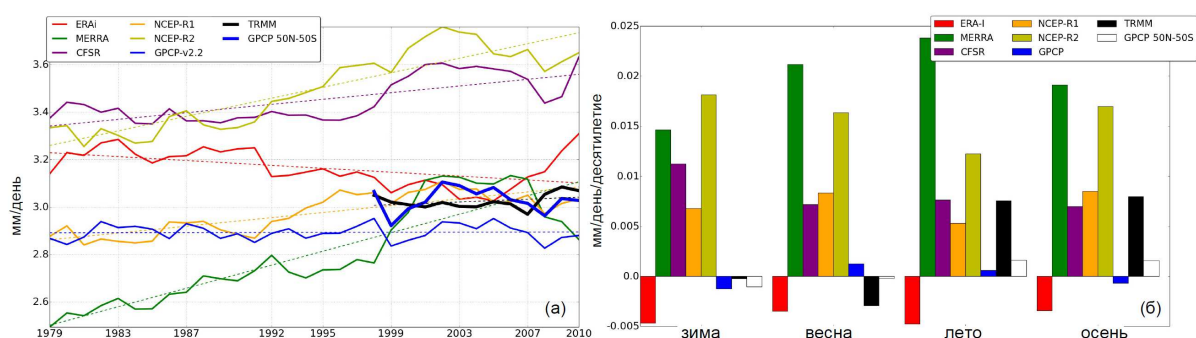 ERAi
MERRA
CFSR
NCEP-R1
NCEP-R2
GPCP-v2.2
TRMM
GPCP 50N-50S
мм/день
3.6
3.4
3.2
3.0
2.8
2.6
1979
1983
1988
1992
1995
1999
2003
2007
2010
(а)
ERA-I
MERRA
CFSR
NCEP-R1
NCEP-R2
GPCP
TRMM
GPCP 50N-50S
мм/день/десятилетие
0.025
0.02
0.015
0.01
0.005
0.0
-0.005
зима
весна
лето
осень
(б)